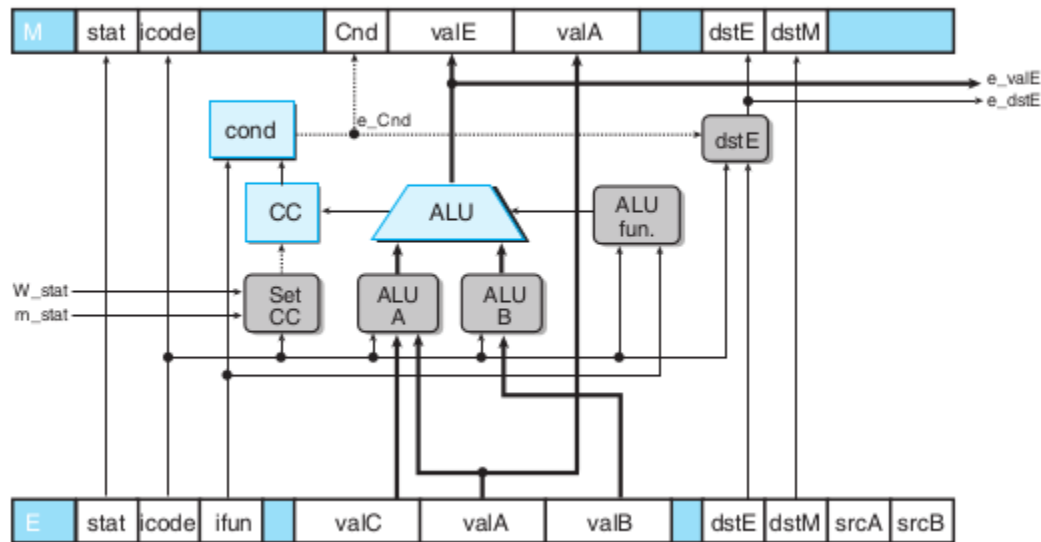 M stat icode Cnd valE valA dstE dstM
e_valE
e_dstE
e_Cnd
cond
dstE
CC
ALU
ALU
fun.
W_stat
m_stat
Set
CC
ALU
A
ALU
B
E stat icode ifun valC valA valB dstE dstM srcA srcB